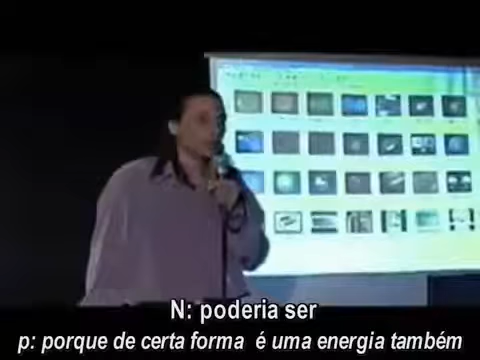 N: poderia ser
p: porque de certa forma é uma energia também